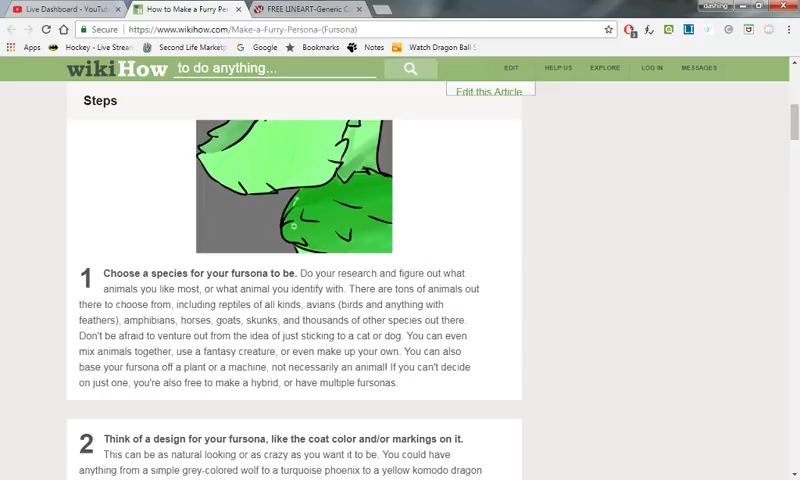 dashing
Live Dashboard - YouTu
How to Make a Furry Per
FREE LINEART-Generic C
Secure
https://www.wikihow.com/Make-a-Furry-Persona-(Fursona)
Apps
Hockey - Live Stream
Second Life Marketp
Google
Bookmarks
Notes
Watch Dragon Ball S
wikiHow
to do anything...
EDIT
HELP US
EXPLORE
LOG IN
MESSAGES
Edit this Article
Steps
1
Choose a species for your fursona to be. Do your research and figure out what
animals you like most, or what animal you identify with. There are tons of animals out
there to choose from, including reptiles of all kinds, avians (birds and anything with
feathers), amphibians, horses, goats, skunks, and thousands of other species out there.
Don't be afraid to venture out from the idea of just sticking to a cat or dog. You can even
mix animals together, use a fantasy creature, or even make up your own. You can also
base your fursona off a plant or a machine, not necessarily an animal! If you can't decide
on just one, you're also free to make a hybrid, or have multiple fursonas.
2
Think of a design for your fursona, like the coat color and/or markings on it.
This can be as natural looking or as crazy as you want it to be. You could have
anything from a simple grey-colored wolf to a turquoise phoenix to a yellow komodo dragon